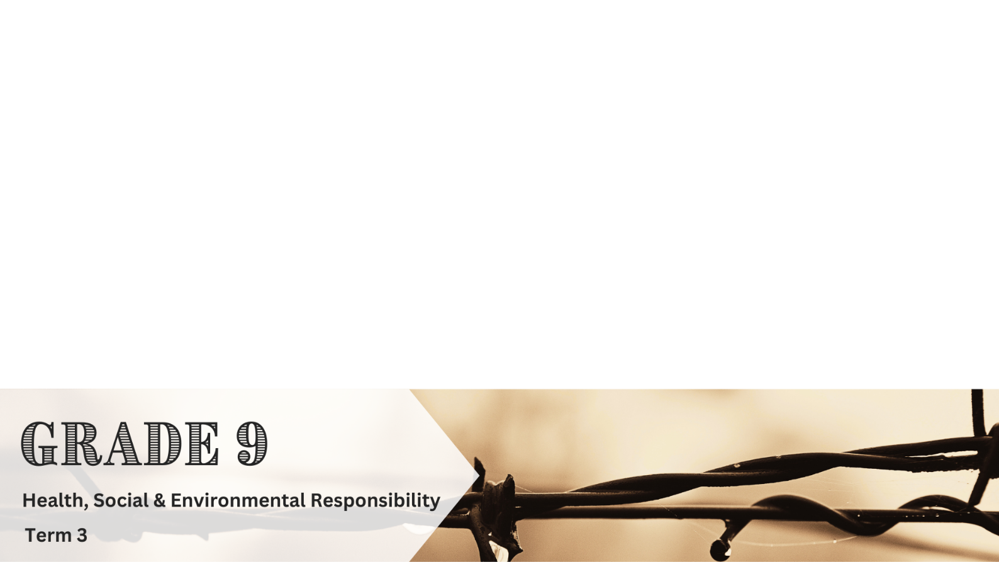 GRADE 9
Health, Social & Environmental Responsibility
Term 3